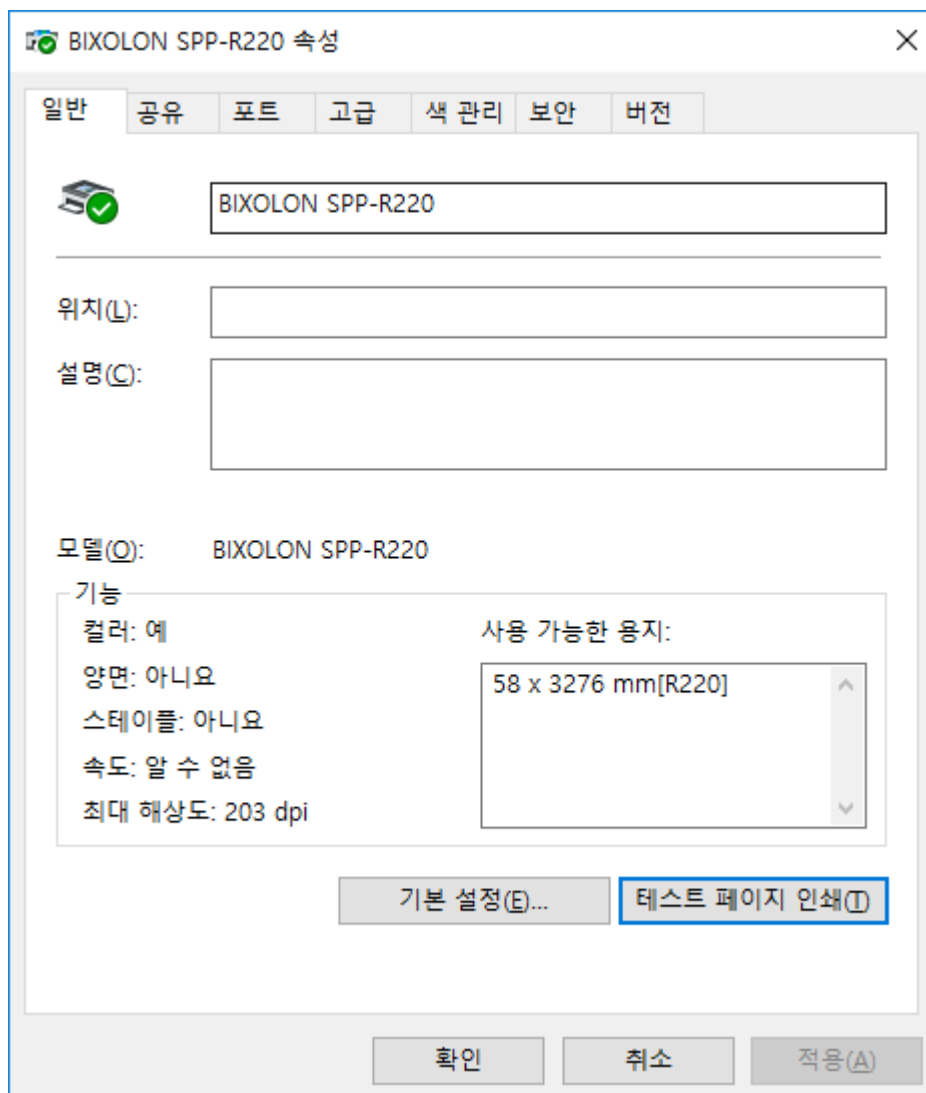 BIXOLON SPP-R220 속성
일반 공유 포트 고급 색 관리 보안 버전
BIXOLON SPP-R220
위치(L):
설명(C):
모델(O): BIXOLON SPP-R220
기능
컬러: 예
사용 가능한 용지:
양면: 아니요
58 x 3276 mm[R220]
스테이플: 아니요
속도: 알 수 없음
최대 해상도: 203 dpi
기본 설정(E)... 테스트 페이지 인쇄(T)
확인 취소 적용(A)